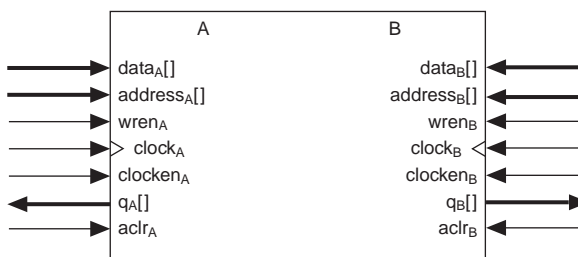 A B
dataA[] dataB[]
addressA[] addressB[]
wrenA wrenB
clockA clockB
clockenA clockenB
qA[] qB[]
aclrA aclrB